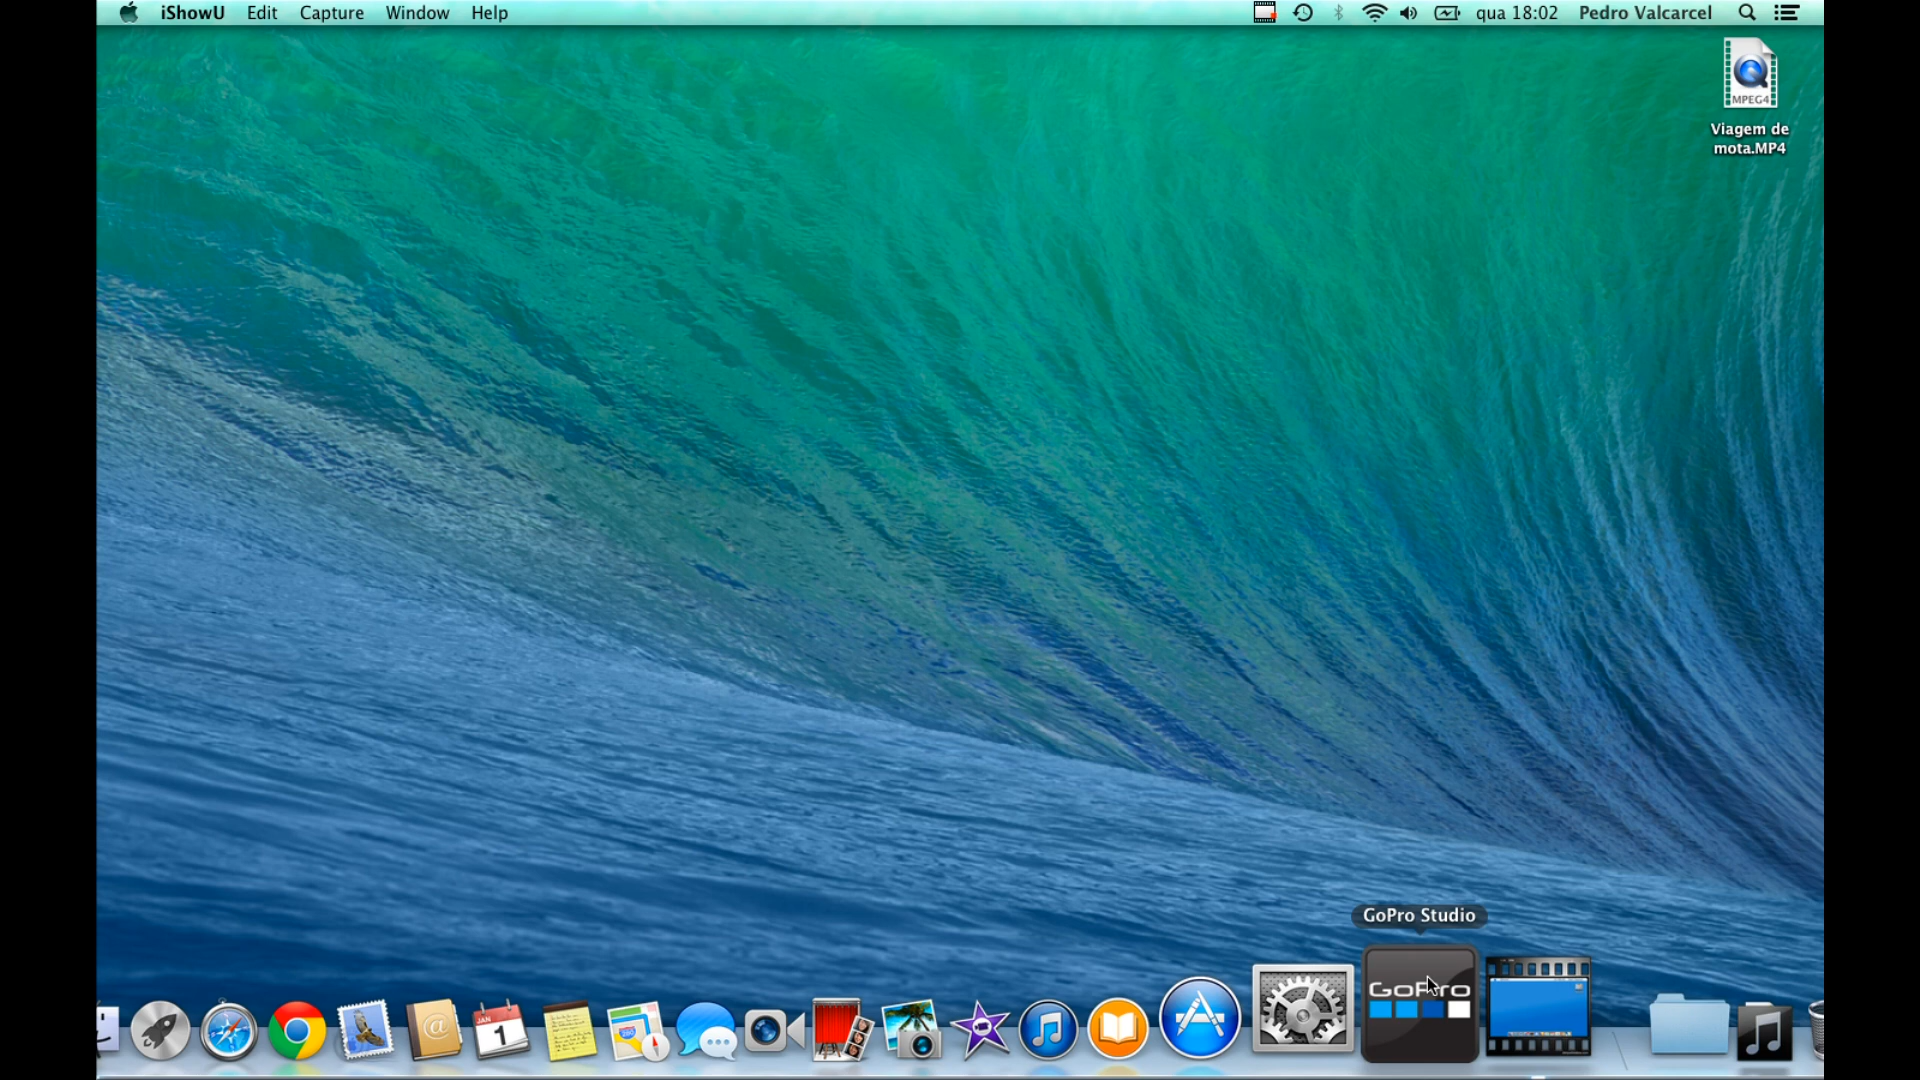 iShowU Edit Capture Window Help qua 18:02 Pedro Valcarcel
MPEG4
Viagem de
mota.MP4
GoPro Studio
GoPro
JAN
1